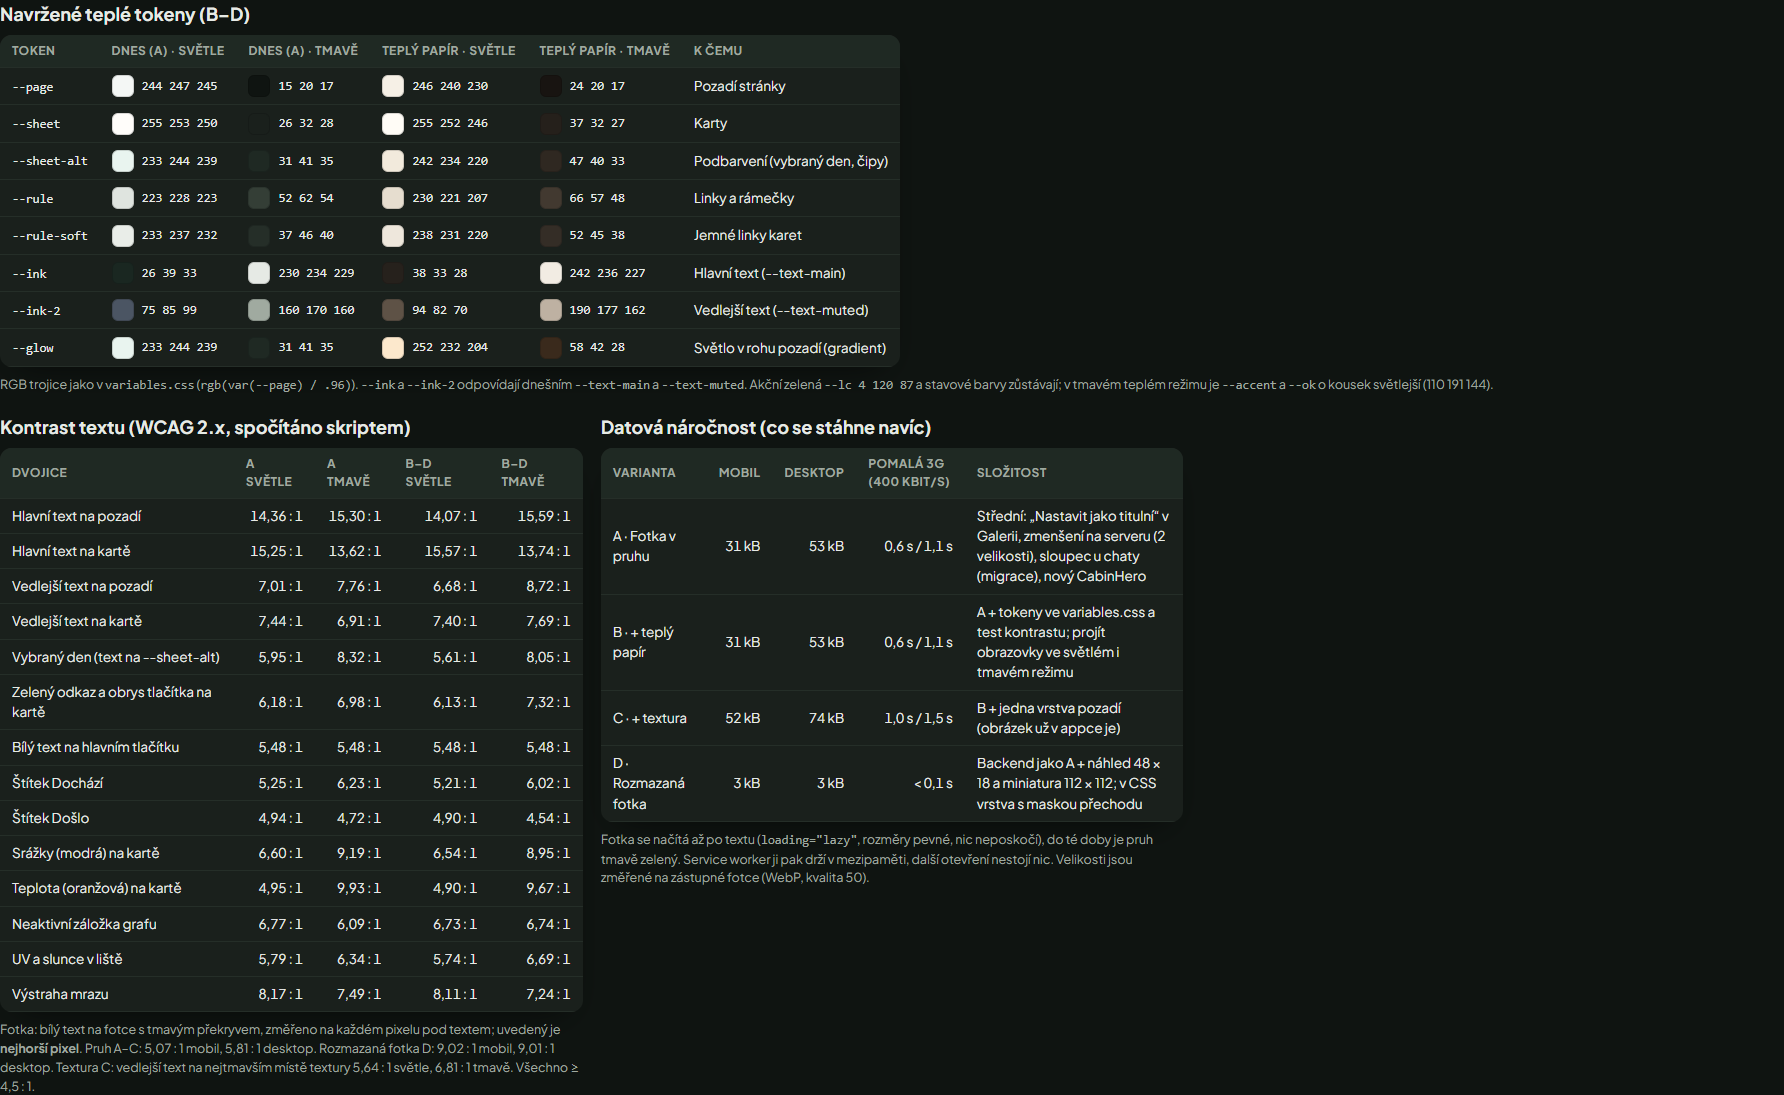 Navržené teplé tokeny (B–D)
TOKEN DNES (A) · SVĚTLE DNES (A) · TMAVĚ TEPLÝ PAPÍR · SVĚTLE TEPLÝ PAPÍR · TMAVĚ K ČEMU
--page 244 247 245 15 20 17 246 240 230 24 20 17 Pozadí stránky
--sheet 255 253 250 26 32 28 255 252 246 37 32 27 Karty
--sheet-alt 233 244 239 31 41 35 242 234 220 47 40 33 Podbarvení (vybraný den, čipy)
--rule 223 228 223 52 62 54 230 221 207 66 57 48 Linky a rámečky
--rule-soft 233 237 232 37 46 40 238 231 220 52 45 38 Jemné linky karet
--ink 26 39 33 230 234 229 38 33 28 242 236 227 Hlavní text (--text-main)
--ink-2 75 85 99 160 170 160 94 82 70 190 177 162 Vedlejší text (--text-muted)
--glow 233 244 239 31 41 35 252 232 204 58 42 28 Světlo v rohu pozadí (gradient)
RGB trojice jako v variables.css (rgb(var(--page) / .96)). --ink a --ink-2 odpovídají dnešním --text-main a --text-muted. Akční zelená --lc 4 120 87 a stavové barvy zůstávají; v tmavém teplém režimu je --accent a --ok o kousek světlejší (110 191 144).
Kontrast textu (WCAG 2.x, spočítáno skriptem)
DVOJICE A SVĚTLE A TMAVĚ B–D SVĚTLE B–D TMAVĚ
Hlavní text na pozadí 14,36 : 1 15,30 : 1 14,07 : 1 15,59 : 1
Hlavní text na kartě 15,25 : 1 13,62 : 1 15,57 : 1 13,74 : 1
Vedlejší text na pozadí 7,01 : 1 7,76 : 1 6,68 : 1 8,72 : 1
Vedlejší text na kartě 7,44 : 1 6,91 : 1 7,40 : 1 7,69 : 1
Vybraný den (text na --sheet-alt) 5,95 : 1 8,32 : 1 5,61 : 1 8,05 : 1
Zelený odkaz a obrys tlačítka na
kartě 6,18 : 1 6,98 : 1 6,13 : 1 7,32 : 1
Bílý text na hlavním tlačítku 5,48 : 1 5,48 : 1 5,48 : 1 5,48 : 1
Štítek Dochází 5,25 : 1 6,23 : 1 5,21 : 1 6,02 : 1
Štítek Došlo 4,94 : 1 4,72 : 1 4,90 : 1 4,54 : 1
Srážky (modrá) na kartě 6,60 : 1 9,19 : 1 6,54 : 1 8,95 : 1
Teplota (oranžová) na kartě 4,95 : 1 9,93 : 1 4,90 : 1 9,67 : 1
Neaktivní záložka grafu 6,77 : 1 6,09 : 1 6,73 : 1 6,74 : 1
UV a slunce v liště 5,79 : 1 6,34 : 1 5,74 : 1 6,69 : 1
Výstraha mrazu 8,17 : 1 7,49 : 1 8,11 : 1 7,24 : 1
Fotka: bílý text na fotce s tmavým překryvem, změřeno na každém pixelu pod textem; uvedený je
nejhorší pixel. Pruh A–C: 5,07 : 1 mobil, 5,81 : 1 desktop. Rozmazaná fotka D: 9,02 : 1 mobil, 9,01 : 1
desktop. Textura C: vedlejší text na nejtmavším místě textury 5,64 : 1 světle, 6,81 : 1 tmavě. Všechno ≥
4,5 : 1.
Datová náročnost (co se stáhne navíc)
VARIANTA MOBIL DESKTOP POMALÁ 3G (400 KBIT/S) SLOŽITOST
A · Fotka v
pruhu 31 kB 53 kB 0,6 s / 1,1 s
Střední: „Nastavit jako titulní“ v
Galerii, zmenšení na serveru (2
velikosti), sloupec u chaty
(migrace), nový CabinHero
B · + teplý
papír 31 kB 53 kB 0,6 s / 1,1 s
A + tokeny ve variables.css a
test kontrastu; projít
obrazovky ve světlém i
tmavém režimu
C · + textura 52 kB 74 kB 1,0 s / 1,5 s
B + jedna vrstva pozadí
(obrázek už v appce je)
D ·
Rozmazaná
fotka 3 kB 3 kB < 0,1 s
Backend jako A + náhled 48 ×
18 a miniatura 112 × 112; v CSS
vrstva s maskou přechodu
Fotka se načítá až po textu (loading="lazy", rozměry pevné, nic neposkočí), do té doby je pruh
tmavě zelený. Service worker ji pak drží v mezipaměti, další otevření nestojí nic. Velikosti jsou
změřené na zástupné fotce (WebP, kvalita 50).